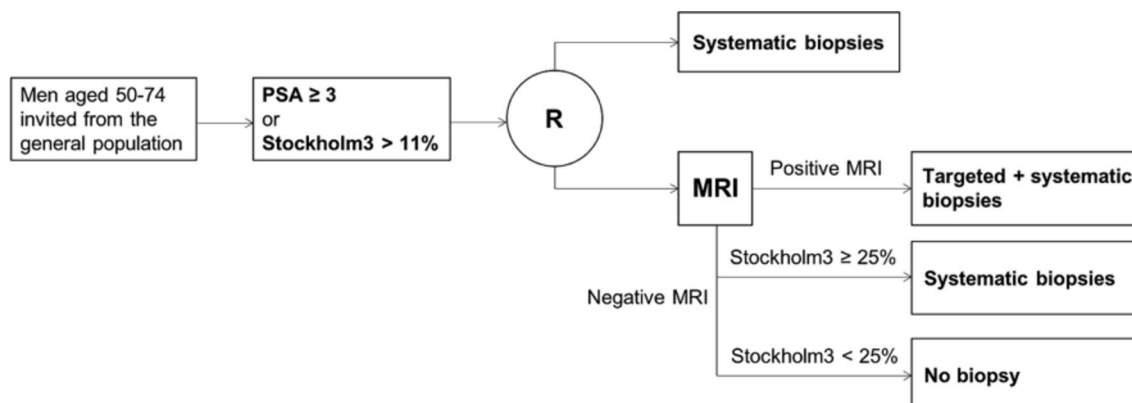 Men aged 50-74
invited from the
general population
PSA ≥ 3
or
Stockholm3 > 11%
R
Systematic biopsies
MRI
Positive MRI
Targeted + systematic
biopsies
Stockholm3 ≥ 25%
Systematic biopsies
Negative MRI
Stockholm3 < 25%
No biopsy